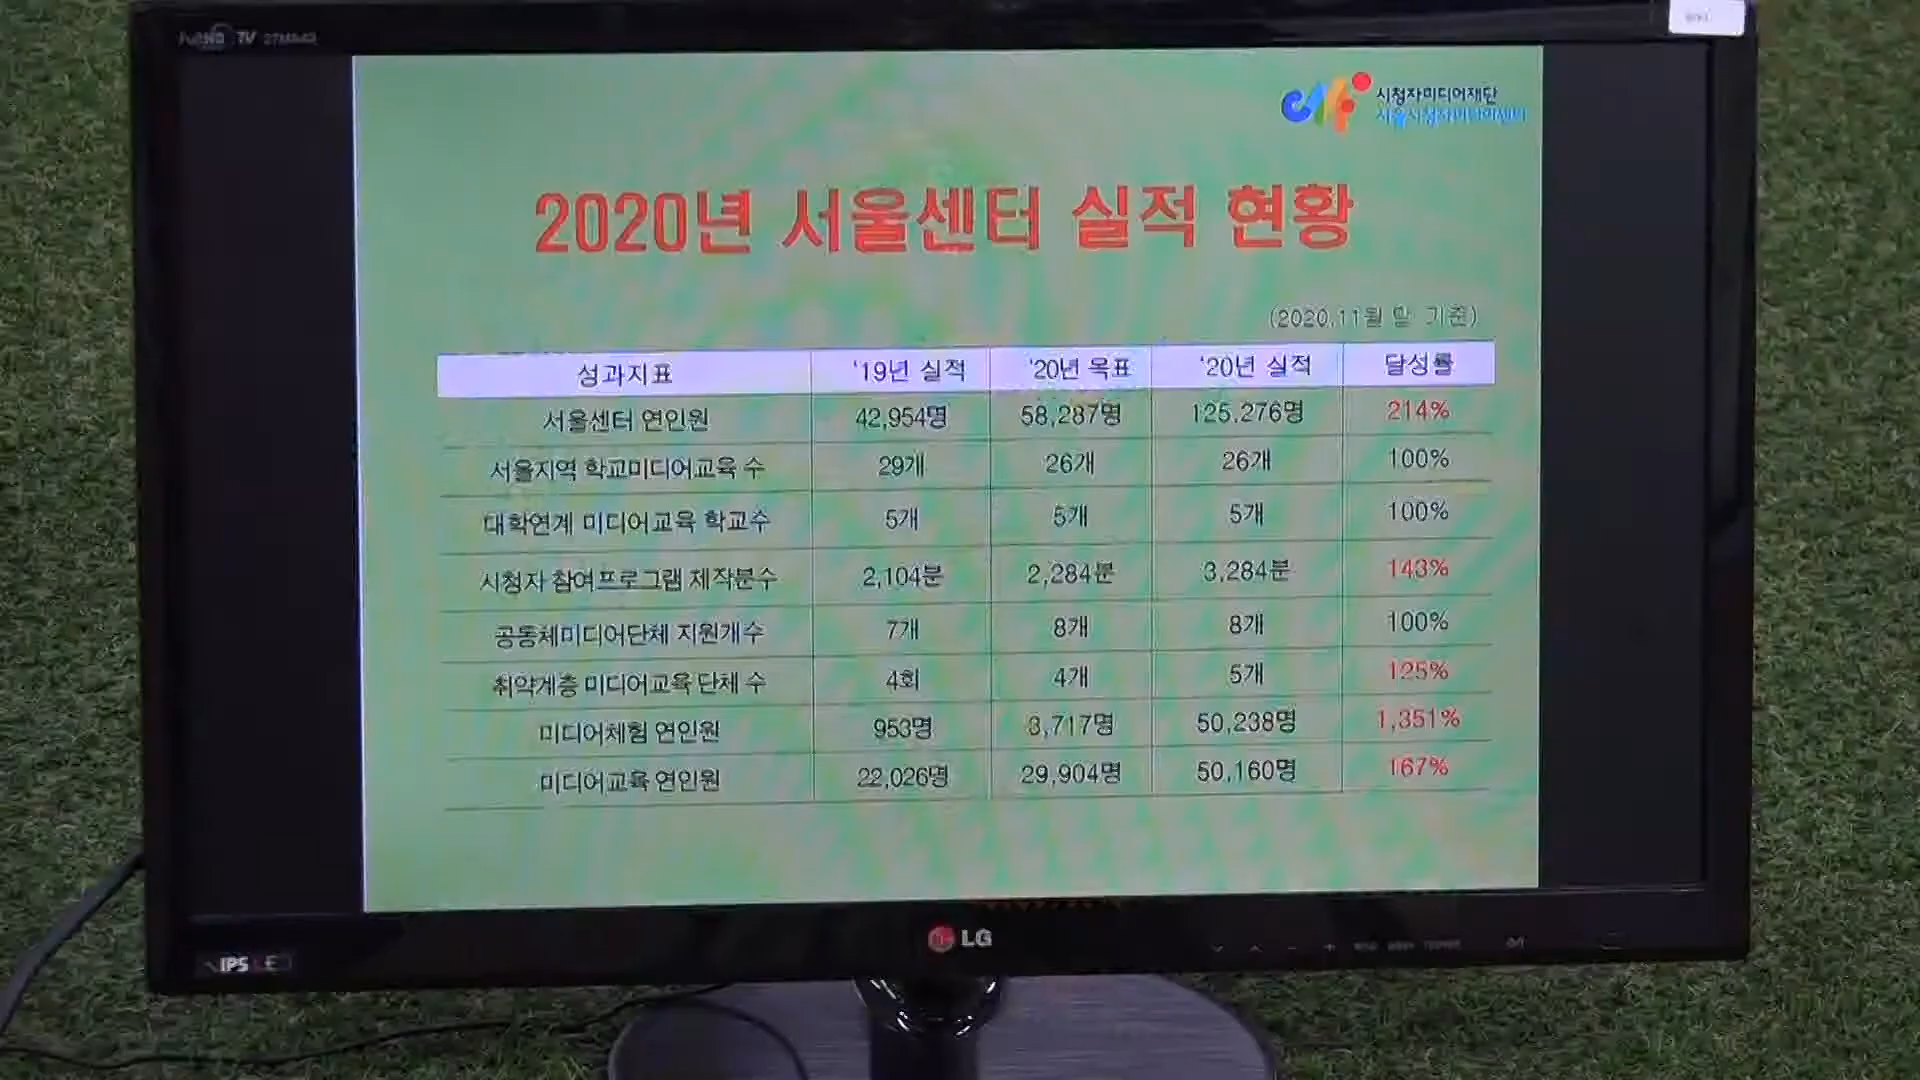 시청자미디어재단
서울시청자미디어센터
2020년 서울센터 실적 현황
(2020.11월 말 기준)
성과지표 '19년 실적 '20년 목표 '20년 실적 달성률
서울센터 연인원 42,954명 58,287명 125,276명 214%
서울지역 학교미디어교육 수 29개 26개 26개 100%
대학연계 미디어교육 학교수 5개 5개 5개 100%
시청자 참여프로그램 제작분수 2,104분 2,284분 3,284분 143%
공동체미디어단체 지원개수 7개 8개 8개 100%
취약계층 미디어교육 단체 수 4회 4개 5개 125%
미디어체험 연인원 953명 3,717명 50,238명 1,351%
미디어교육 연인원 22,026명 29,904명 50,160명 167%
LG
IPS LED